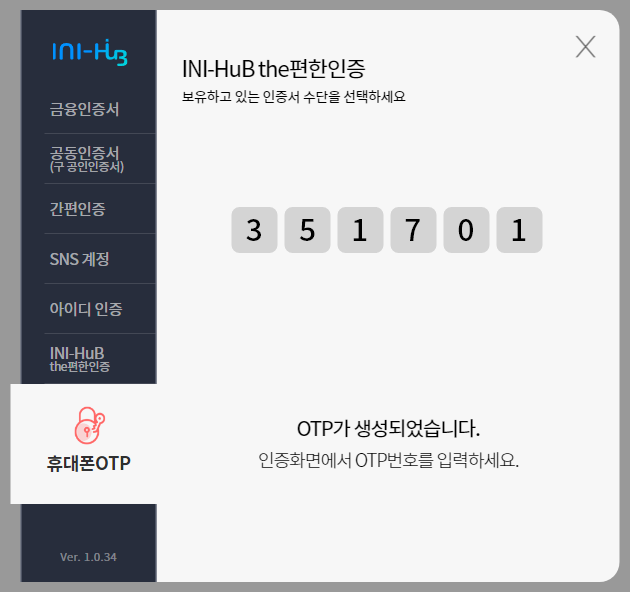 INI-HUB
금융인증서
공동인증서
(구 공인인증서)
간편인증
SNS 계정
아이디 인증
INI-HuB
the편한인증
휴대폰OTP
Ver. 1.0.34
INI-HuB the편한인증
보유하고 있는 인증서 수단을 선택하세요
3 5 1 7 0 1
OTP가 생성되었습니다.
인증화면에서 OTP번호를 입력하세요.